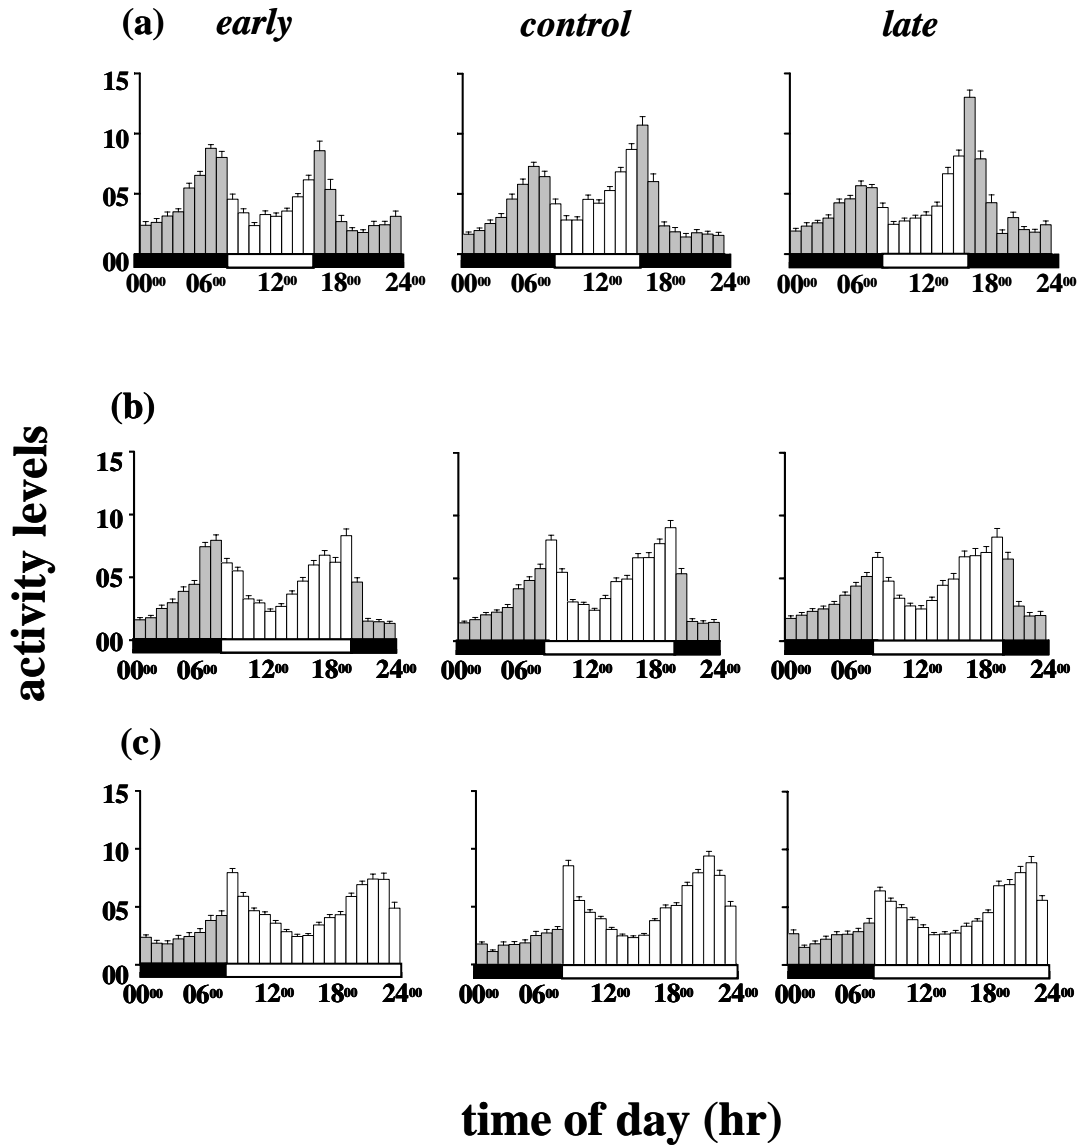 (a) early control late
15
10
05
00
00⁰⁰ 06⁰⁰ 12⁰⁰ 18⁰⁰ 24⁰⁰ 00⁰⁰ 06⁰⁰ 12⁰⁰ 18⁰⁰ 24⁰⁰ 00⁰⁰ 06⁰⁰ 12⁰⁰ 18⁰⁰ 24⁰⁰
(b)
activity levels
15
10
05
00
00⁰⁰ 06⁰⁰ 12⁰⁰ 18⁰⁰ 24⁰⁰ 00⁰⁰ 06⁰⁰ 12⁰⁰ 18⁰⁰ 24⁰⁰ 00⁰⁰ 06⁰⁰ 12⁰⁰ 18⁰⁰ 24⁰⁰
(c)
15
10
05
00
00⁰⁰ 06⁰⁰ 12⁰⁰ 18⁰⁰ 24⁰⁰ 00⁰⁰ 06⁰⁰ 12⁰⁰ 18⁰⁰ 24⁰⁰ 00⁰⁰ 06⁰⁰ 12⁰⁰ 18⁰⁰ 24⁰⁰
time of day (hr)